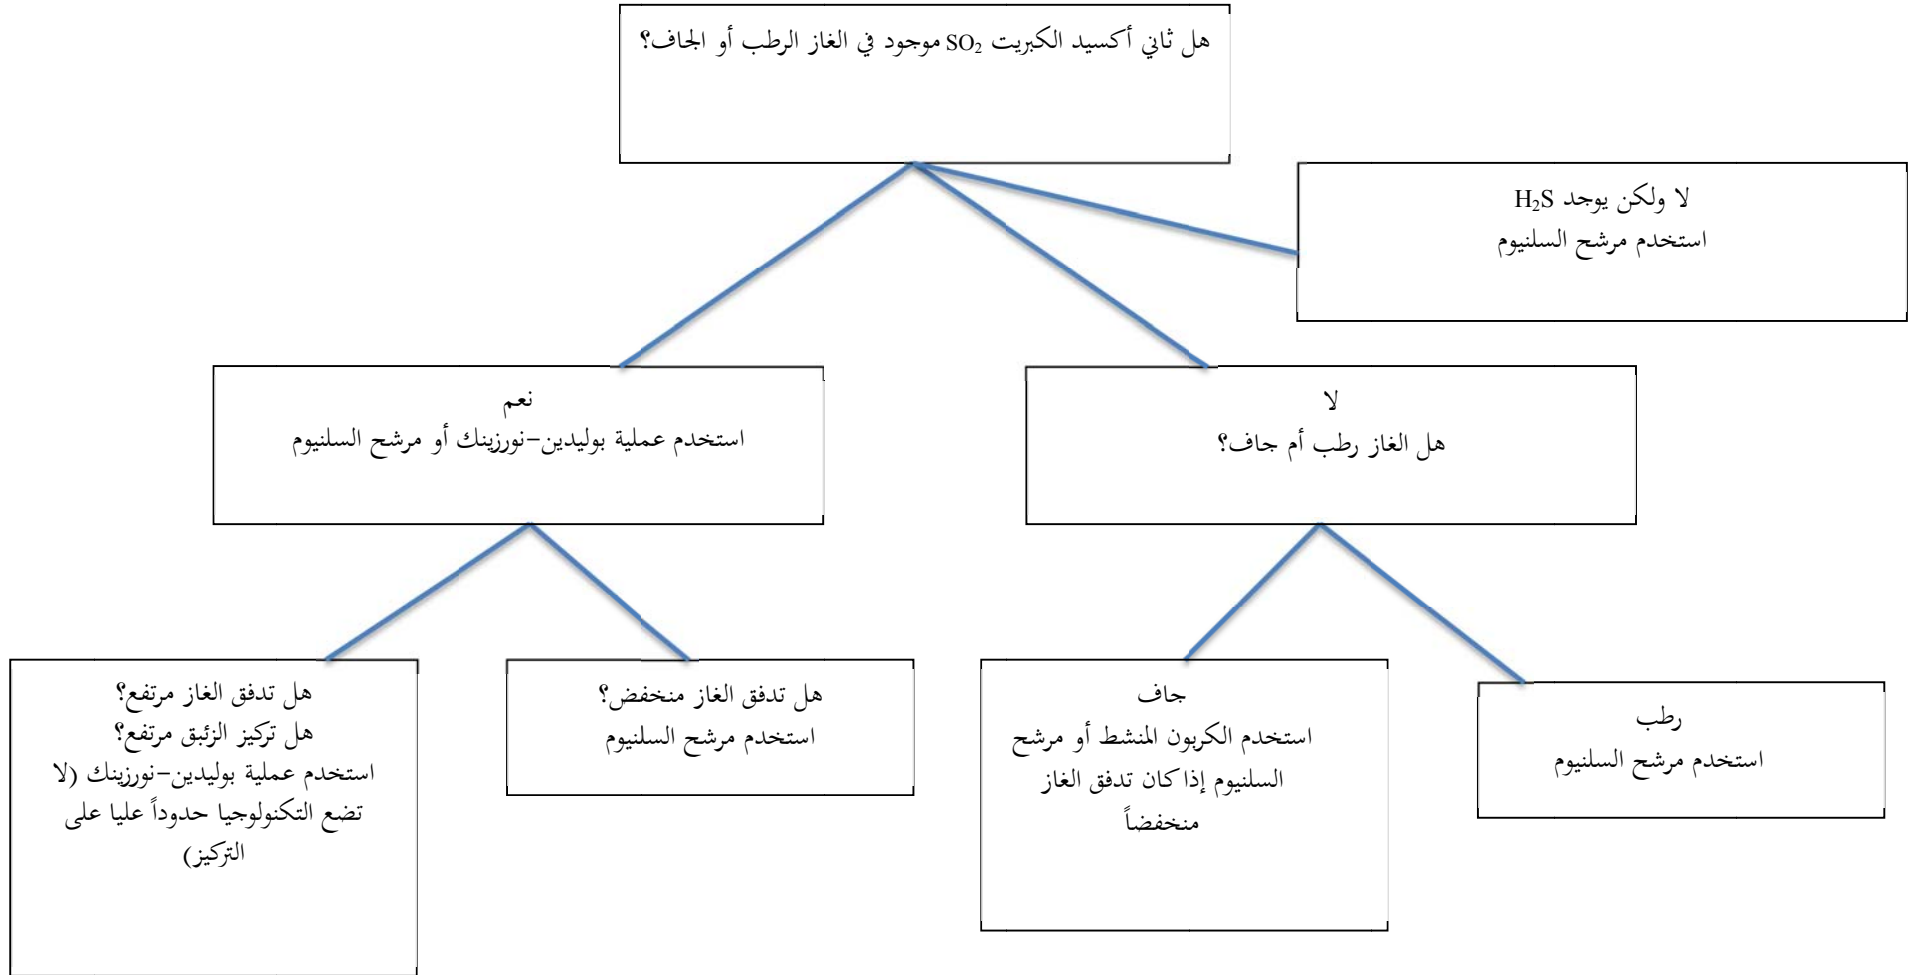 هل ثاني أكسيد الكبريت SO₂ موجود في الغاز الرطب أو الجاف؟
لا ولكن يوجد H₂S
استخدم مرشح السلنيوم
نعم
استخدم عملية بوليدين-نورزينك أو مرشح السلنيوم
لا
هل الغاز رطب أم جاف؟
هل تدفق الغاز مرتفع؟
هل تركيز الزئبق مرتفع؟
استخدم عملية بوليدين-نورزينك (لا
تضع التكنولوجيا حدوداً عليا على
التركيز)
هل تدفق الغاز منخفض؟
استخدم مرشح السلنيوم
جاف
استخدم الكربون المنشط أو مرشح
السلنيوم إذا كان تدفق الغاز
منخفضاً
رطب
استخدم مرشح السلنيوم